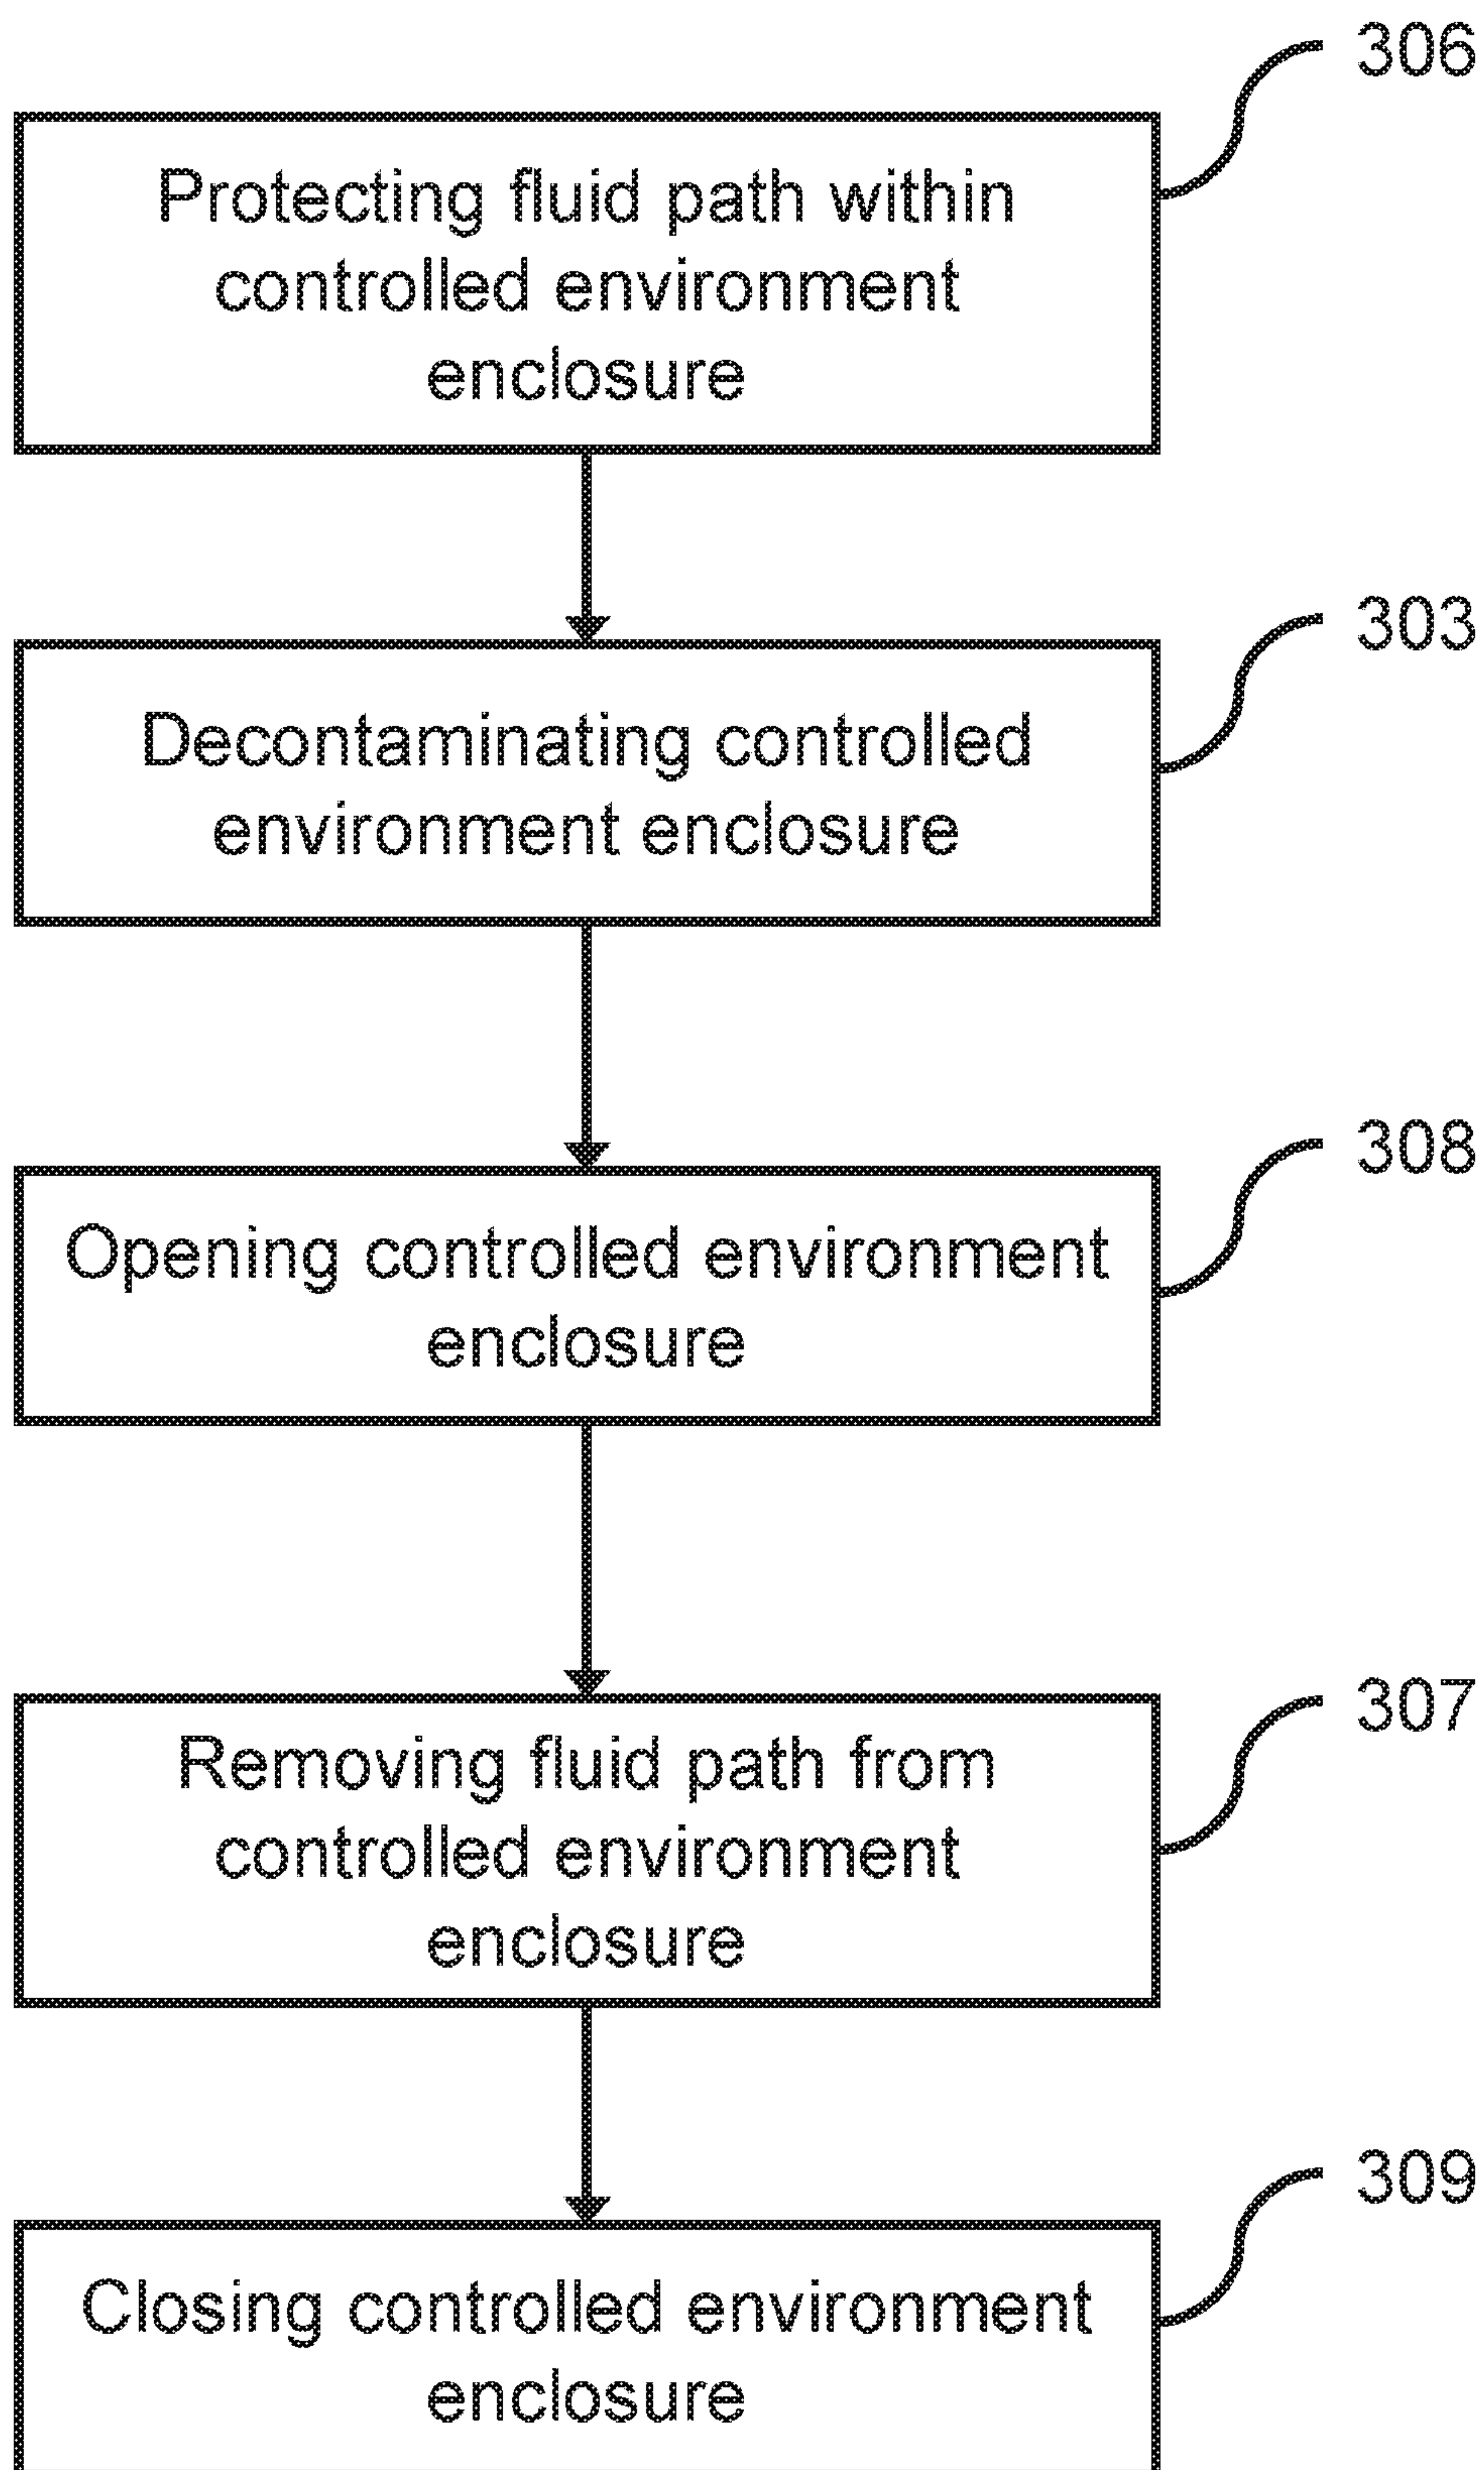 306
Protecting fluid path within
controlled environment
enclosure
303
Decontaminating controlled
environment enclosure
308
Opening controlled environment
enclosure
307
Removing fluid path from
controlled environment
enclosure
309
Closing controlled environment
enclosure